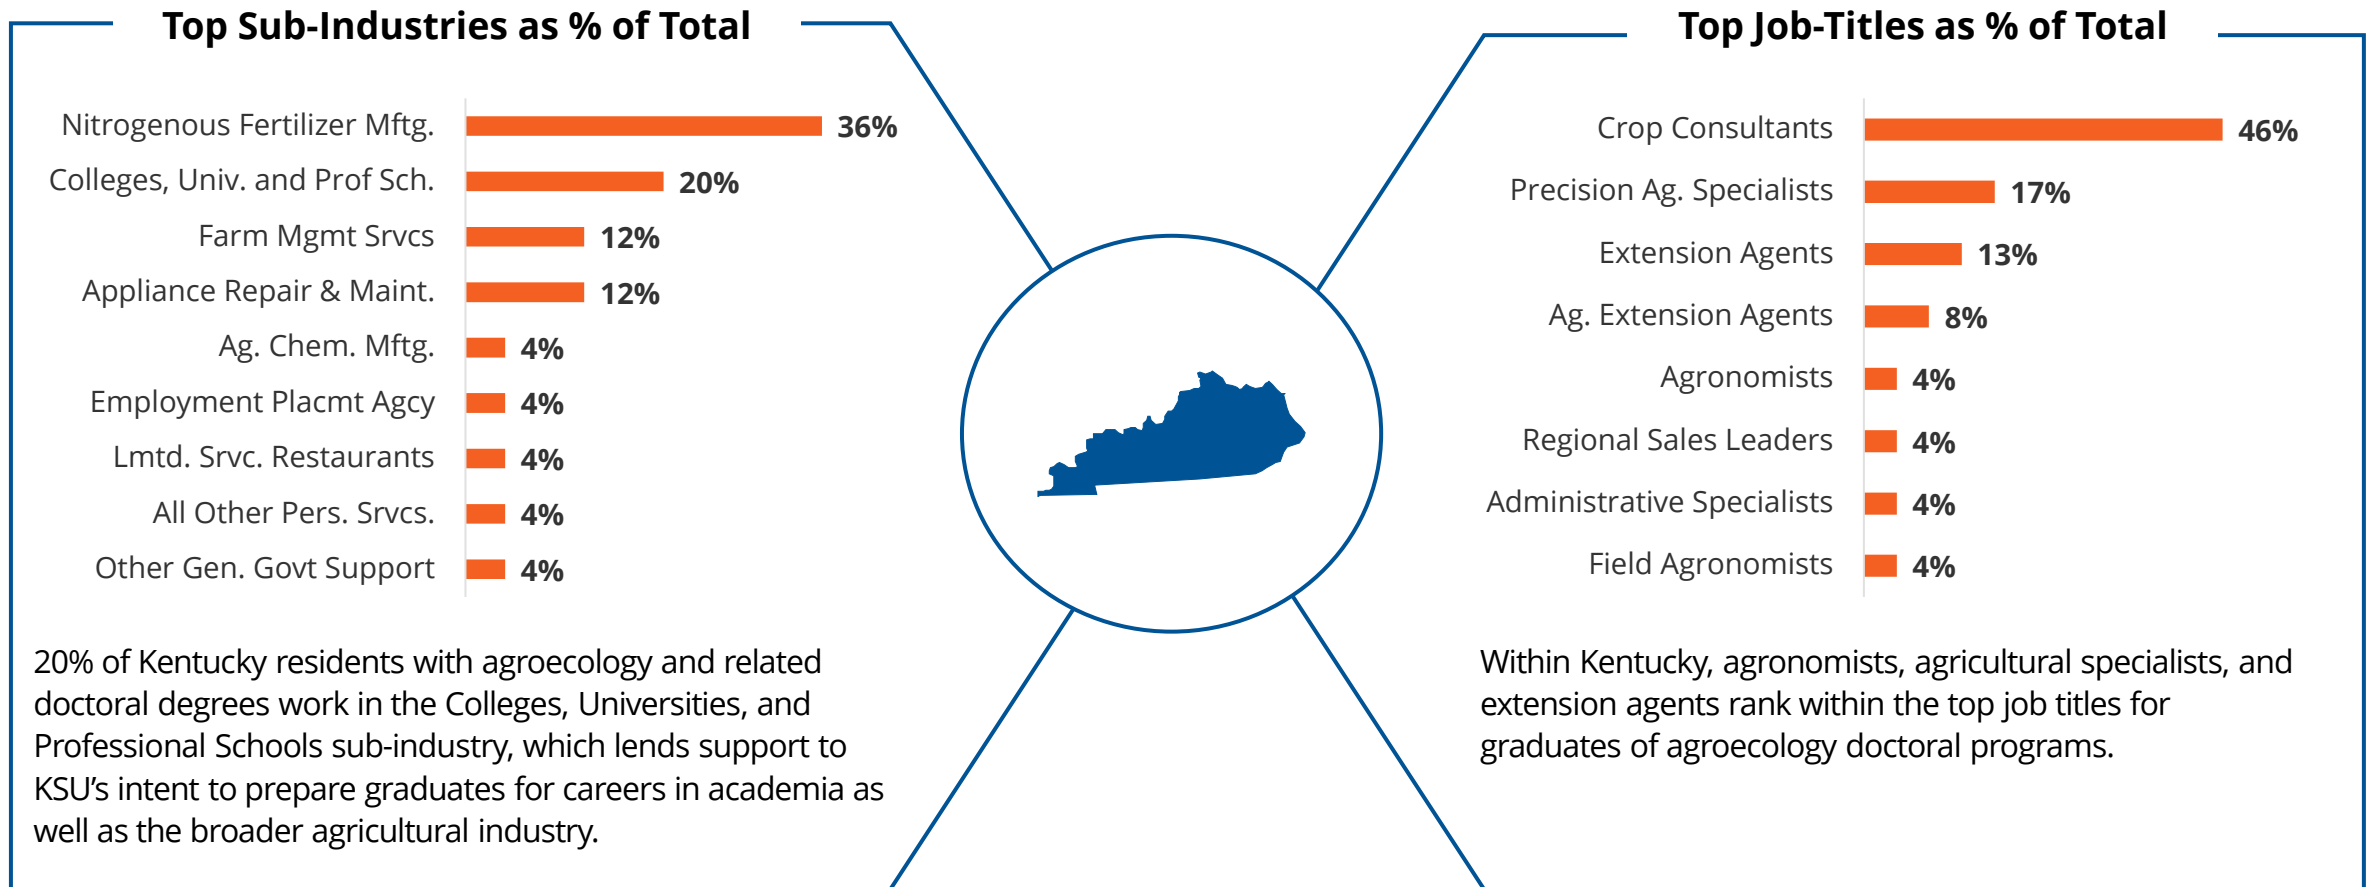 Top Sub-Industries as % of Total
Nitrogenous Fertilizer Mftg. 36%
Colleges, Univ. and Prof Sch. 20%
Farm Mgmt Srvcs 12%
Appliance Repair & Maint. 12%
Ag. Chem. Mftg. 4%
Employment Placmt Agcy 4%
Lmtd. Srvc. Restaurants 4%
All Other Pers. Srvcs. 4%
Other Gen. Govt Support 4%
20% of Kentucky residents with agroecology and related
doctoral degrees work in the Colleges, Universities, and
Professional Schools sub-industry, which lends support to
KSU’s intent to prepare graduates for careers in academia as
well as the broader agricultural industry.
Top Job-Titles as % of Total
Crop Consultants 46%
Precision Ag. Specialists 17%
Extension Agents 13%
Ag. Extension Agents 8%
Agronomists 4%
Regional Sales Leaders 4%
Administrative Specialists 4%
Field Agronomists 4%
Within Kentucky, agronomists, agricultural specialists, and
extension agents rank within the top job titles for
graduates of agroecology doctoral programs.